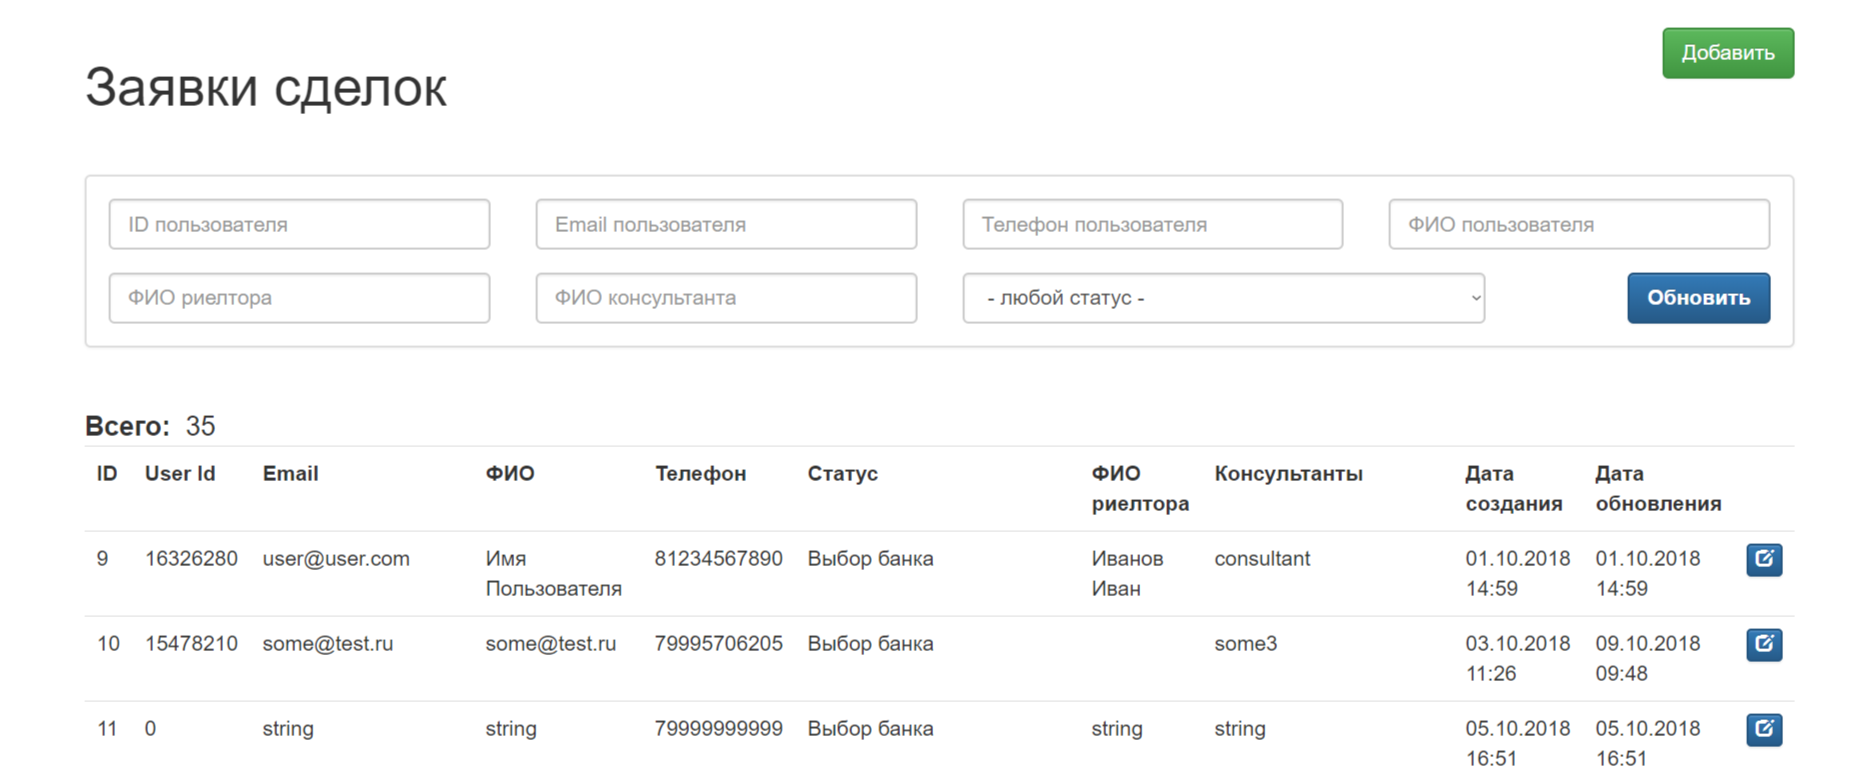 Добавить
Заявки сделок
ID пользователя Email пользователя Телефон пользователя ФИО пользователя
ФИО риелтора ФИО консультанта - любой статус - Обновить
Всего: 35
ID User Id Email ФИО Телефон Статус ФИО Консультанты Дата Дата
риелтора создания обновления
9 16326280 user@user.com Имя 81234567890 Выбор банка Иванов consultant 01.10.2018 01.10.2018
Пользователя Иван 14:59 14:59
10 15478210 some@test.ru some@test.ru 79995706205 Выбор банка some3 03.10.2018 09.10.2018
11:26 09:48
11 0 string string 79999999999 Выбор банка string string 05.10.2018 05.10.2018
16:51 16:51